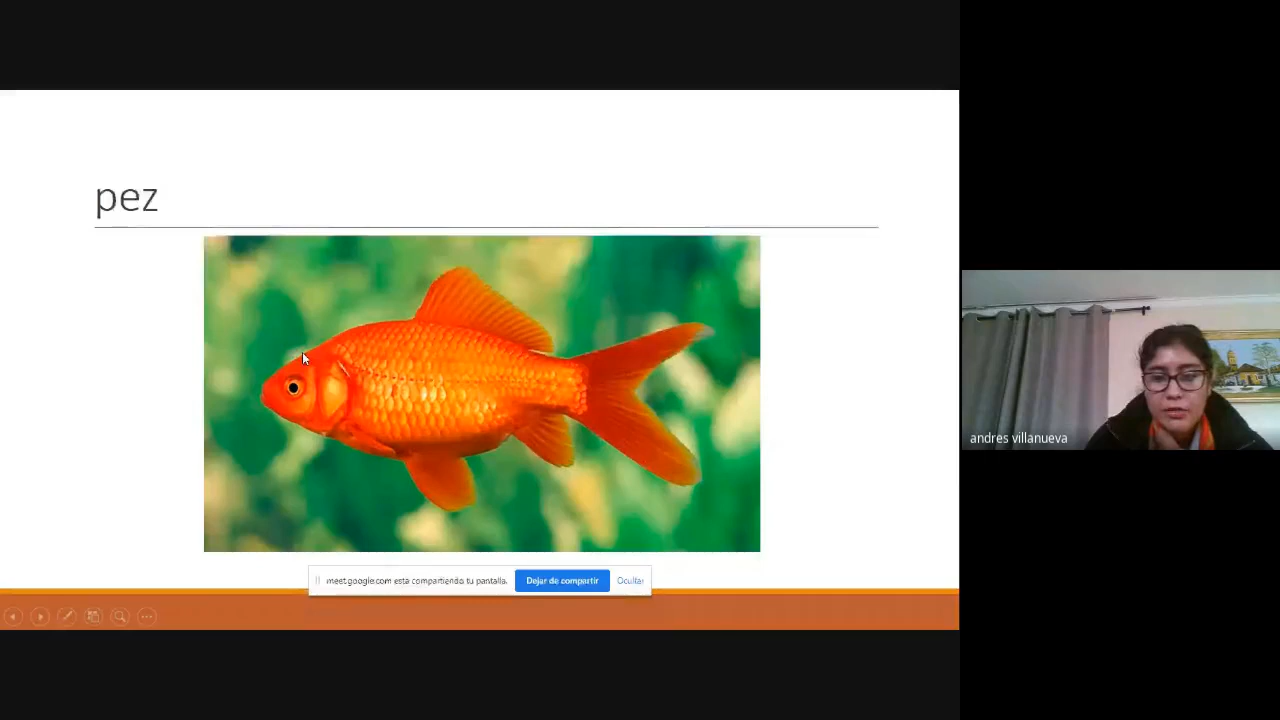 pez
andres villanueva
meet.google.com está compartiendo tu pantalla.
Dejar de compartir
Ocultar